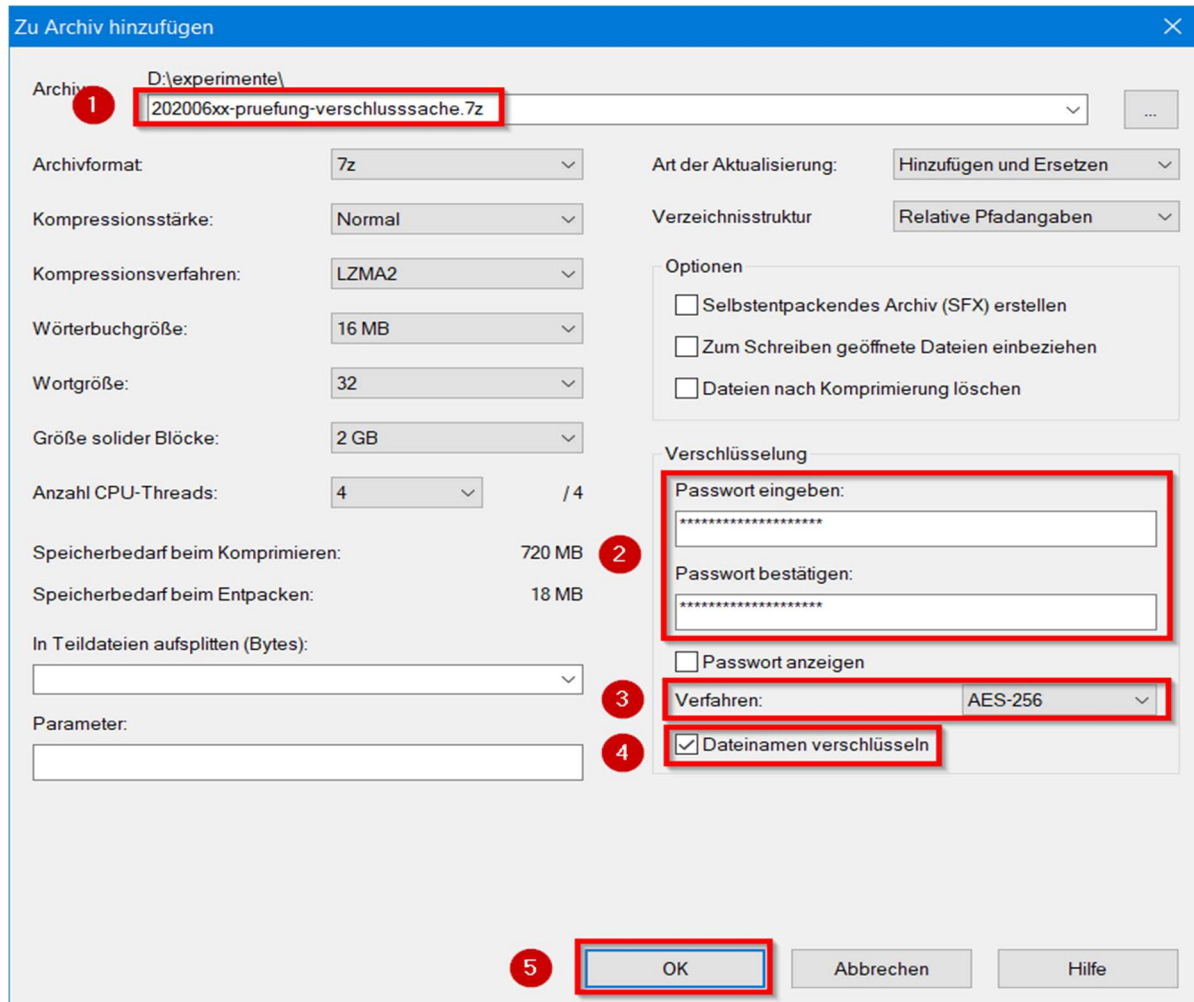 Zu Archiv hinzufügen
Archiv
D:\experimente\
1
202006xx-pruefung-verschlusssache.7z
...
Archivformat:
7z
Kompressionsstärke:
Normal
Kompressionsverfahren:
LZMA2
Wörterbuchgröße:
16 MB
Wortgröße:
32
Größe solider Blöcke:
2 GB
Anzahl CPU-Threads:
4
/ 4
Speicherbedarf beim Komprimieren:
720 MB
Speicherbedarf beim Entpacken:
18 MB
In Teildateien aufsplitten (Bytes):
Parameter:
Art der Aktualisierung:
Hinzufügen und Ersetzen
Verzeichnisstruktur
Relative Pfadangaben
Optionen
Selbstentpackendes Archiv (SFX) erstellen
Zum Schreiben geöffnete Dateien einbeziehen
Dateien nach Komprimierung löschen
Verschlüsselung
2
Passwort eingeben:
********************
Passwort bestätigen:
********************
Passwort anzeigen
3
Verfahren:
AES-256
4
Dateinamen verschlüsseln
5
OK
Abbrechen
Hilfe